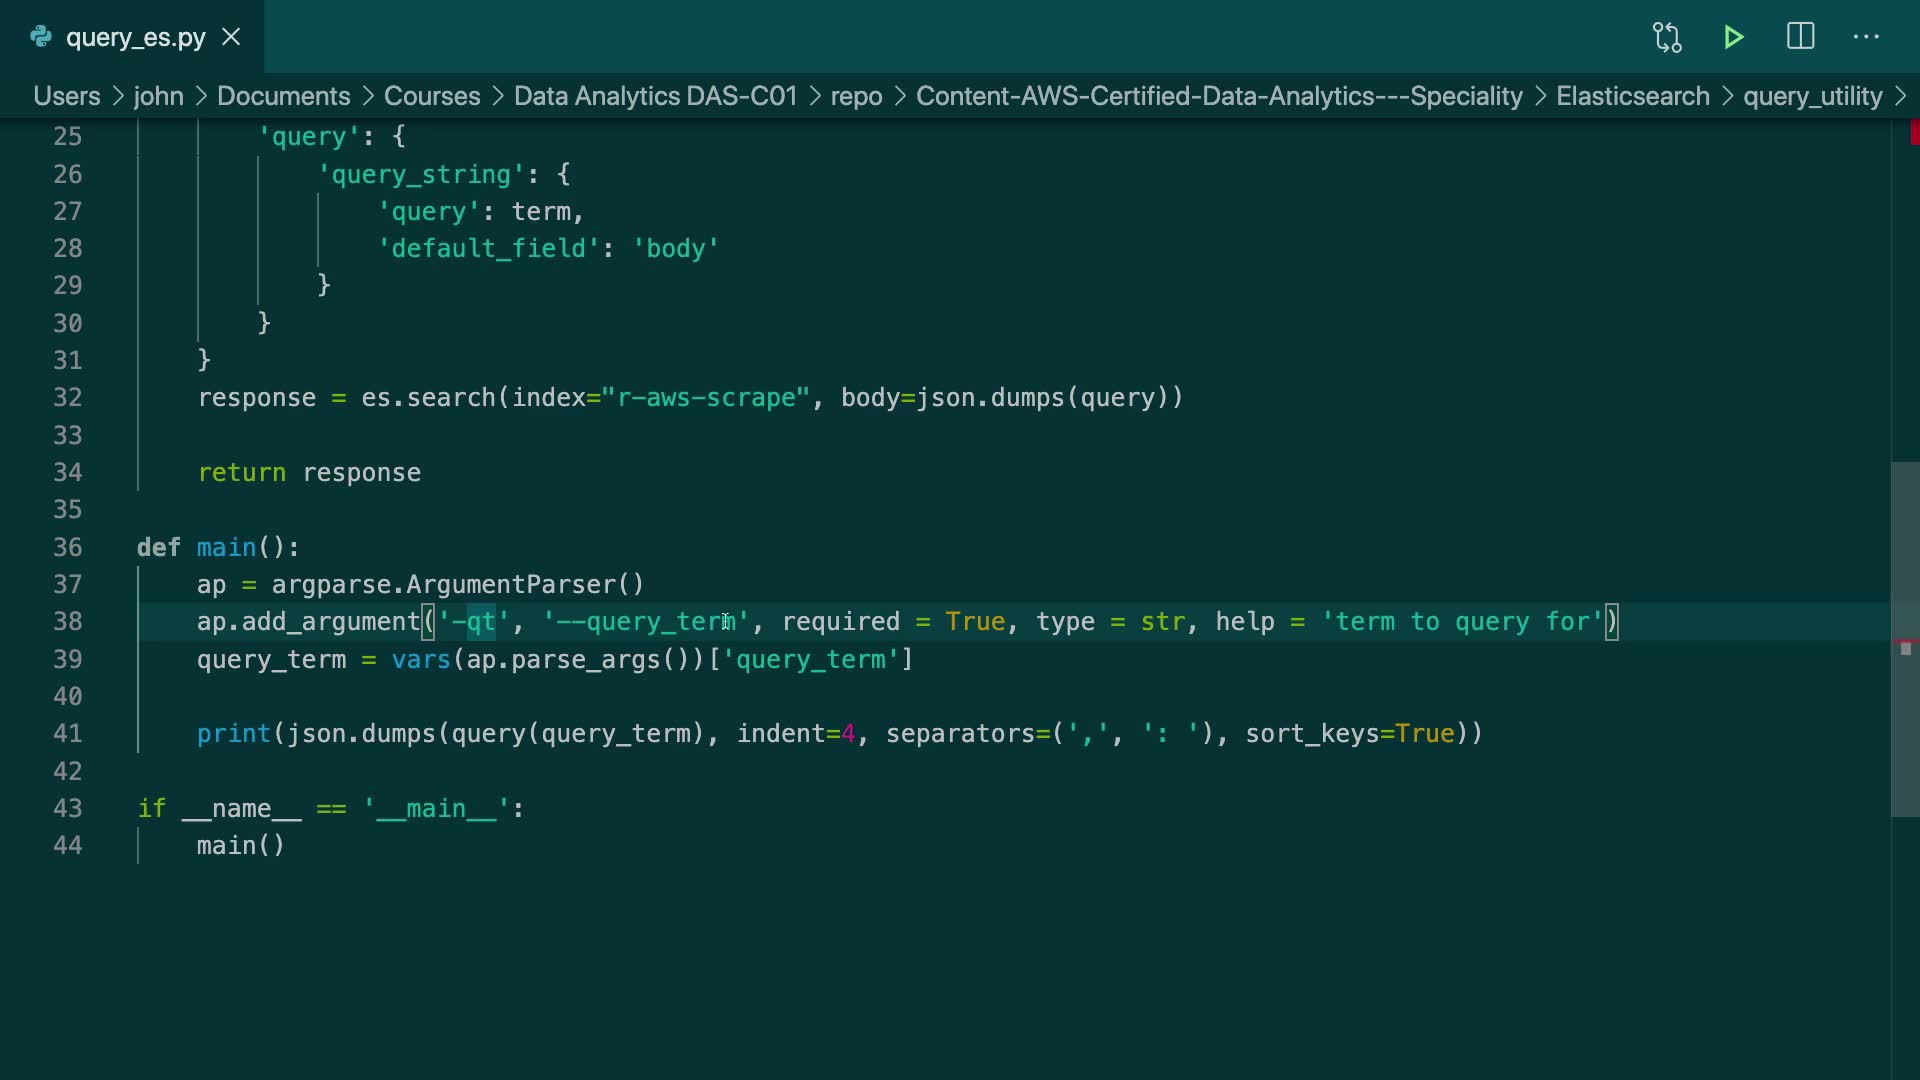 query_es.py
Users > john > Documents > Courses > Data Analytics DAS-C01 > repo > Content-AWS-Certified-Data-Analytics---Speciality > Elasticsearch > query_utility >
25 'query': {
26 'query_string': {
27 'query': term,
28 'default_field': 'body'
29 }
30 }
31 }
32 response = es.search(index="r-aws-scrape", body=json.dumps(query))
33
34 return response
35
36 def main():
37 ap = argparse.ArgumentParser()
38 ap.add_argument('-qt', '--query_term', required = True, type = str, help = 'term to query for')
39 query_term = vars(ap.parse_args())['query_term']
40
41 print(json.dumps(query(query_term), indent=4, separators=(',', ': '), sort_keys=True))
42
43 if __name__ == '__main__':
44 main()